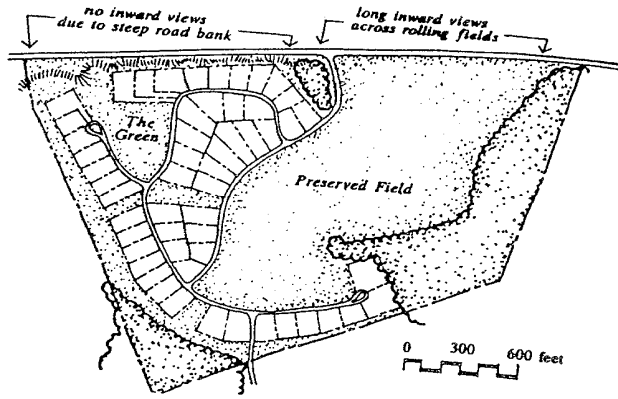 no inward views
due to steep road bank
long inward views
across rolling fields
The
Green
Preserved Field
0 300 600 feet